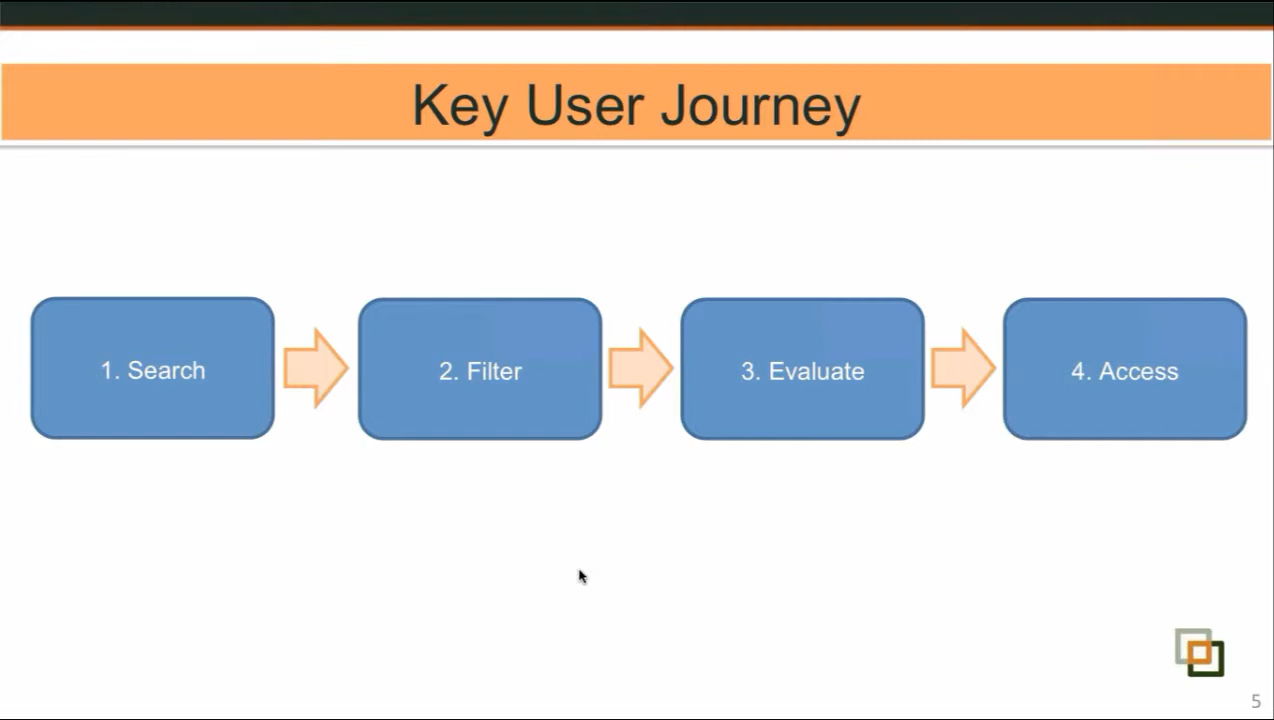 Key User Journey
1. Search
2. Filter
3. Evaluate
4. Access
5